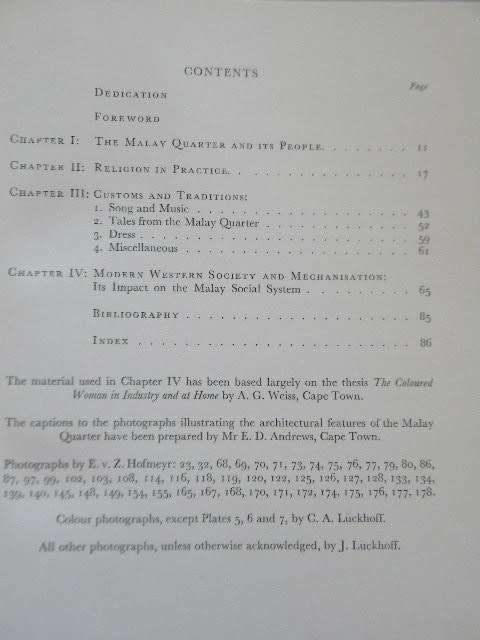 CONTENTS
Page
DEDICATION
FOREWORD
CHAPTER I: THE MALAY QUARTER AND ITS PEOPLE. . . . . . . . 11
CHAPTER II: RELIGION IN PRACTICE. . . . . . . . . . . . . . 17
CHAPTER III: CUSTOMS AND TRADITIONS:
1. Song and Music . . . . . . . . . . . . . . . . 43
2. Tales from the Malay Quarter . . . . . . . . . . . 52
3. Dress . . . . . . . . . . . . . . . . . . . . 59
4. Miscellaneous . . . . . . . . . . . . . . . . . 61
CHAPTER IV: MODERN WESTERN SOCIETY AND MECHANISATION:
Its Impact on the Malay Social System . . . . . . . . . 65
BIBLIOGRAPHY . . . . . . . . . . . . . . . . . 85
INDEX . . . . . . . . . . . . . . . . . . . . 86
The material used in Chapter IV has been based largely on the thesis The Coloured
Woman in Industry and at Home by A. G. Weiss, Cape Town.
The captions to the photographs illustrating the architectural features of the Malay
Quarter have been prepared by Mr E. D. Andrews, Cape Town.
Photographs by E. v. Z. Hofmeyr: 23, 32, 68, 69, 70, 71, 73, 74, 75, 76, 77, 79, 80, 86,
87, 97, 99, 102, 103, 108, 114, 116, 118, 119, 120, 122, 125, 126, 127, 128, 133, 134,
139, 140, 145, 148, 149, 154, 155, 165, 167, 168, 170, 171, 172, 174, 175, 176, 177, 178.
Colour photographs, except Plates 5, 6 and 7, by C. A. Luckhoff.
All other photographs, unless otherwise acknowledged, by J. Luckhoff.